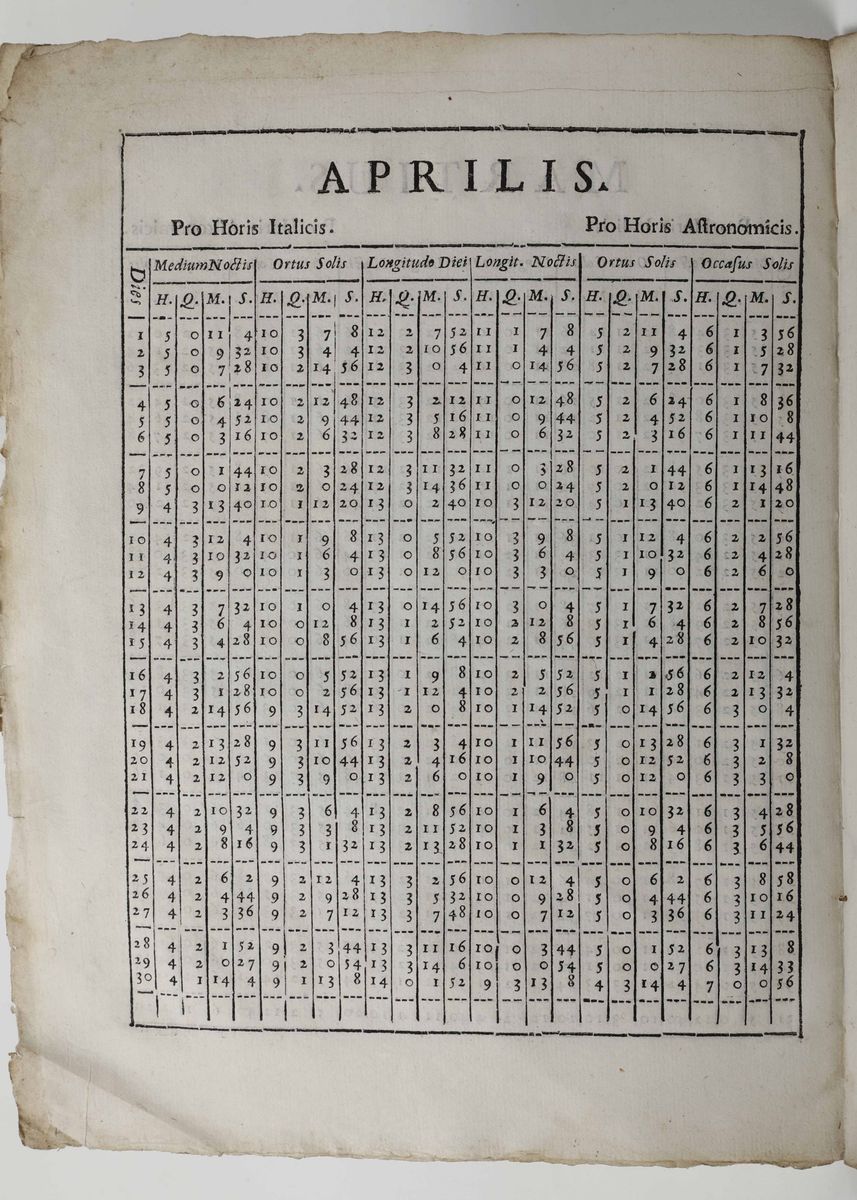 APRILIS.
Pro Horis Italicis. Pro Horis Aſtronomicis.
Dies Medium Noctis Ortus Solis Longitudo Diei Longit. Noctis Ortus Solis Occaſus Solis
H. Q. M. S. H. Q. M. S. H. Q. M. S. H. Q. M. S. H. Q. M. S. H. Q. M. S.
1 5 0 11 4 10 3 7 8 12 2 7 52 11 1 7 8 5 2 11 4 6 1 3 56
2 5 0 9 32 10 3 4 4 12 2 10 56 11 1 4 4 5 2 9 32 6 1 5 28
3 5 0 7 28 10 2 14 56 12 3 0 4 11 0 14 56 5 2 7 28 6 1 7 32
4 5 0 6 24 10 2 12 48 12 3 2 12 11 0 12 48 5 2 6 24 6 1 8 36
5 5 0 4 52 10 2 9 44 12 3 5 16 11 0 9 44 5 2 4 52 6 1 10 8
6 5 0 3 16 10 2 6 32 12 3 8 28 11 0 6 32 5 2 3 16 6 1 11 44
7 5 0 1 44 10 2 3 28 12 3 11 32 11 0 3 28 5 2 1 44 6 1 13 16
8 5 0 0 12 10 2 0 24 12 3 14 36 11 0 0 24 5 2 0 12 6 1 14 48
9 4 3 13 40 10 1 12 20 13 0 2 40 10 3 12 20 5 1 13 40 6 2 1 20
10 4 3 12 4 10 1 9 8 13 0 5 52 10 3 9 8 5 1 12 4 6 2 2 56
11 4 3 10 32 10 1 6 4 13 0 8 56 10 3 6 4 5 1 10 32 6 2 4 28
12 4 3 9 0 10 1 3 0 13 0 12 0 10 3 3 0 5 1 9 0 6 2 6 0
13 4 3 7 32 10 1 0 4 13 0 14 56 10 3 0 4 5 1 7 32 6 2 7 28
14 4 3 6 4 10 0 12 8 13 1 2 52 10 2 12 8 5 1 6 4 6 2 8 56
15 4 3 4 28 10 0 8 56 13 1 6 4 10 2 8 56 5 1 4 28 6 2 10 32
16 4 3 2 56 10 0 5 52 13 1 9 8 10 2 5 52 5 1 2 56 6 2 12 4
17 4 3 1 28 10 0 2 56 13 1 12 4 10 2 2 56 5 1 1 28 6 2 13 32
18 4 2 14 56 9 3 14 52 13 2 0 8 10 1 14 52 5 0 14 56 6 3 0 4
19 4 2 13 28 9 3 11 56 13 2 3 4 10 1 11 56 5 0 13 28 6 3 1 32
20 4 2 12 52 9 3 10 44 13 2 4 16 10 1 10 44 5 0 12 52 6 3 2 8
21 4 2 12 0 9 3 9 0 13 2 6 0 10 1 9 0 5 0 12 0 6 3 3 0
22 4 2 10 32 9 3 6 4 13 2 8 56 10 1 6 4 5 0 10 32 6 3 4 28
23 4 2 9 4 9 3 3 8 13 2 11 52 10 1 3 8 5 0 9 4 6 3 5 56
24 4 2 8 16 9 3 1 32 13 2 13 28 10 1 1 32 5 0 8 16 6 3 6 44
25 4 2 6 2 9 2 12 4 13 3 2 56 10 0 12 4 5 0 6 2 6 3 8 58
26 4 2 4 44 9 2 9 28 13 3 5 32 10 0 9 28 5 0 4 44 6 3 10 16
27 4 2 3 36 9 2 7 12 13 3 7 48 10 0 7 12 5 0 3 36 6 3 11 24
28 4 2 1 52 9 2 3 44 13 3 11 16 10 0 3 44 5 0 1 52 6 3 13 8
29 4 2 0 27 9 2 0 54 13 3 14 6 10 0 0 54 5 0 0 27 6 3 14 33
30 4 1 14 4 9 1 13 8 14 0 1 52 9 3 13 8 4 3 14 4 7 0 0 56